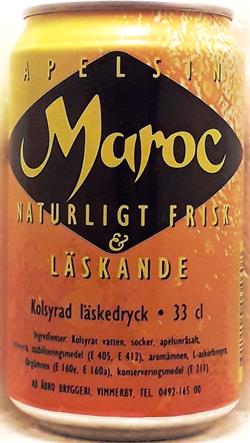 APELSIN
Maroc
NATURLIGT FRISK
&
LÄSKANDE
Kolsyrad läskedryck • 33 cl
Ingredienser: Kolsyrat vatten, socker, apelsinråsaft,
stabiliseringsmedel (E 405, E 412), aromämnen, L-askorbinsyra,
färgämnen (E 160e, E 160a), konserveringsmedel (E 211).
AB ÅBRO BRYGGERI, VIMMERBY, TEL. 0492-165 00